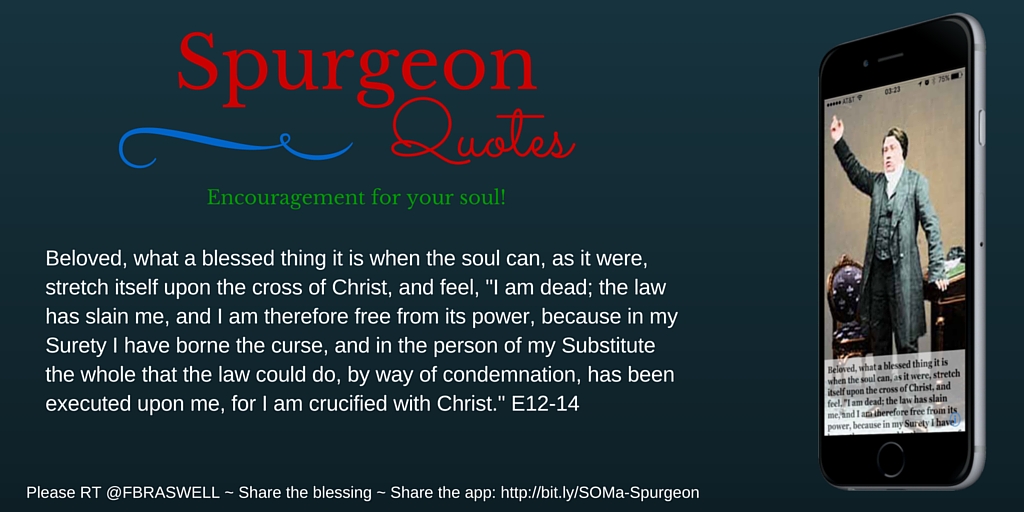 Spurgeon
Quotes
Encouragement for your soul!
Beloved, what a blessed thing it is when the soul can, as it were,
stretch itself upon the cross of Christ, and feel, "I am dead; the law
has slain me, and I am therefore free from its power, because in my
Surety I have borne the curse, and in the person of my Substitute
the whole that the law could do, by way of condemnation, has been
executed upon me, for I am crucified with Christ." E12-14
Please RT @FBRASWELL ~ Share the blessing ~ Share the app: http://bit.ly/SOMa-Spurgeon
AT&T 03:23 75%
Beloved, what a blessed thing it is
when the soul can, as it were, stretch
itself upon the cross of Christ, and
feel, "I am dead; the law has slain
me, and I am therefore free from its
power, because in my Surety I have